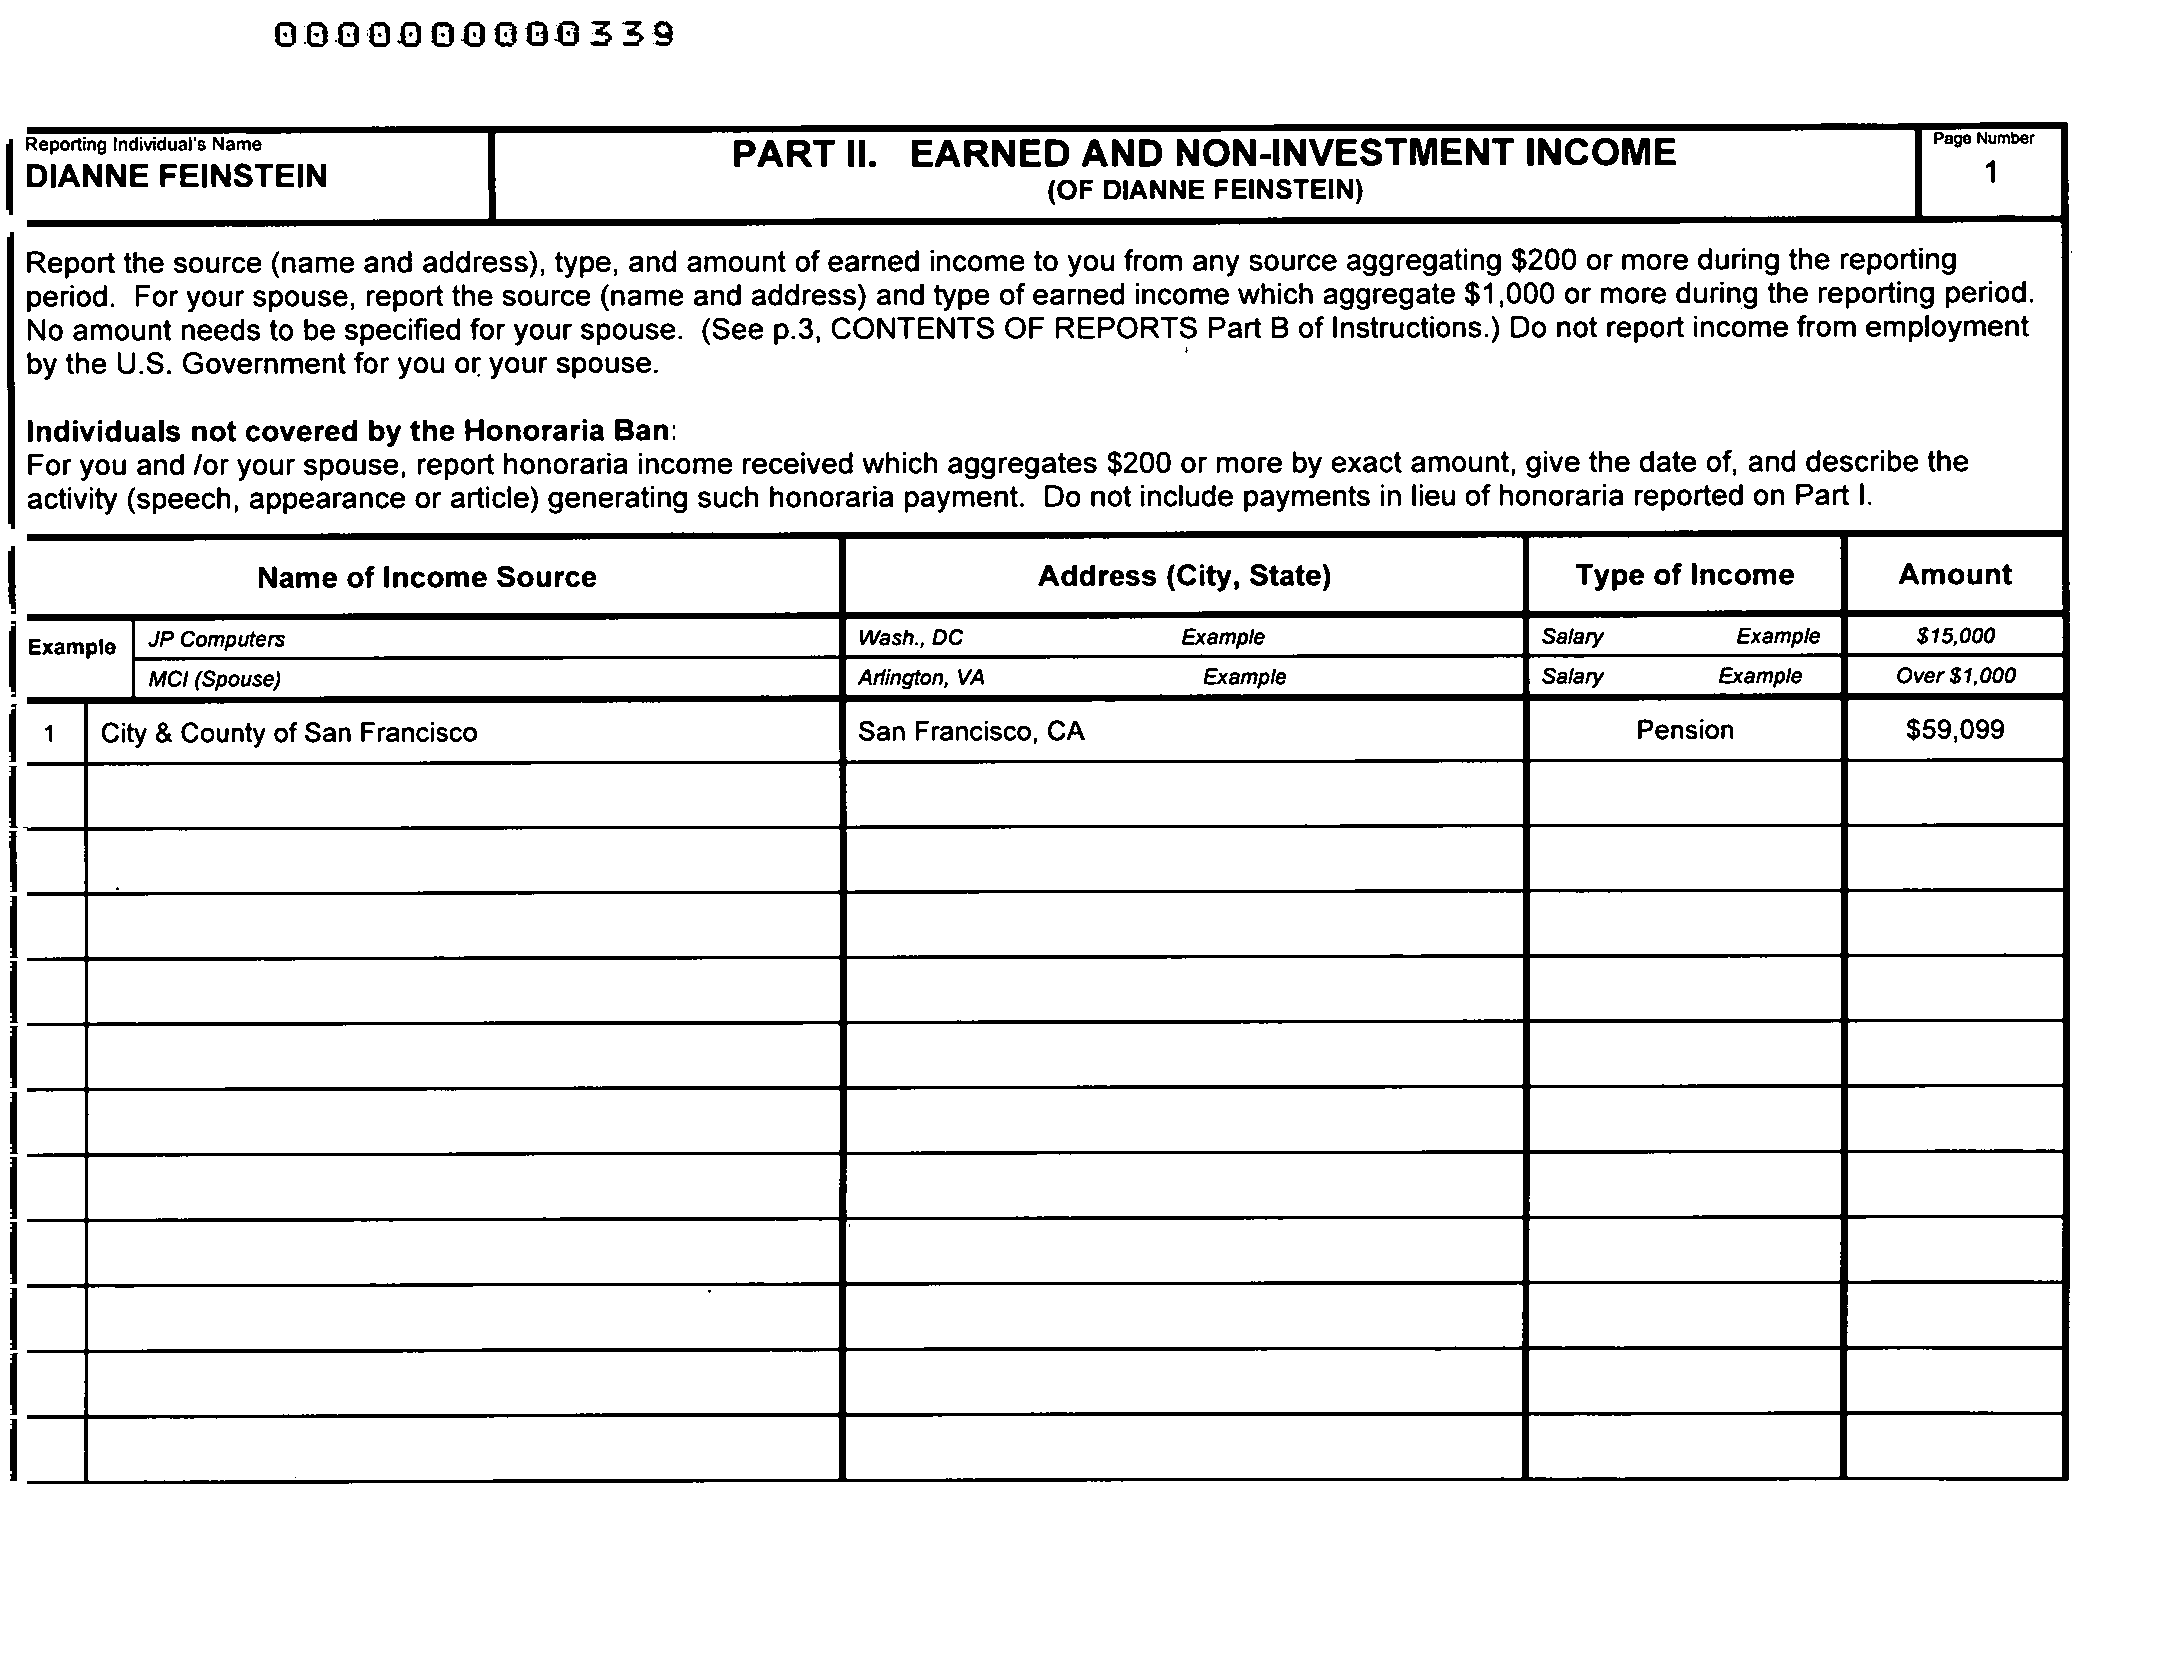 0000000000339
Reporting Individual's Name
DIANNE FEINSTEIN
PART II. EARNED AND NON-INVESTMENT INCOME
(OF DIANNE FEINSTEIN)
Page Number
1
Report the source (name and address), type, and amount of earned income to you from any source aggregating $200 or more during the reporting
period. For your spouse, report the source (name and address) and type of earned income which aggregate $1,000 or more during the reporting period.
No amount needs to be specified for your spouse. (See p.3, CONTENTS OF REPORTS Part B of Instructions.) Do not report income from employment
by the U.S. Government for you or your spouse.
Individuals not covered by the Honoraria Ban:
For you and /or your spouse, report honoraria income received which aggregates $200 or more by exact amount, give the date of, and describe the
activity (speech, appearance or article) generating such honoraria payment. Do not include payments in lieu of honoraria reported on Part I.
Name of Income Source Address (City, State) Type of Income Amount
Example JP Computers Wash., DC Example Salary Example $15,000
MCI (Spouse) Arlington, VA Example Salary Example Over $1,000
1 City & County of San Francisco San Francisco, CA Pension $59,099